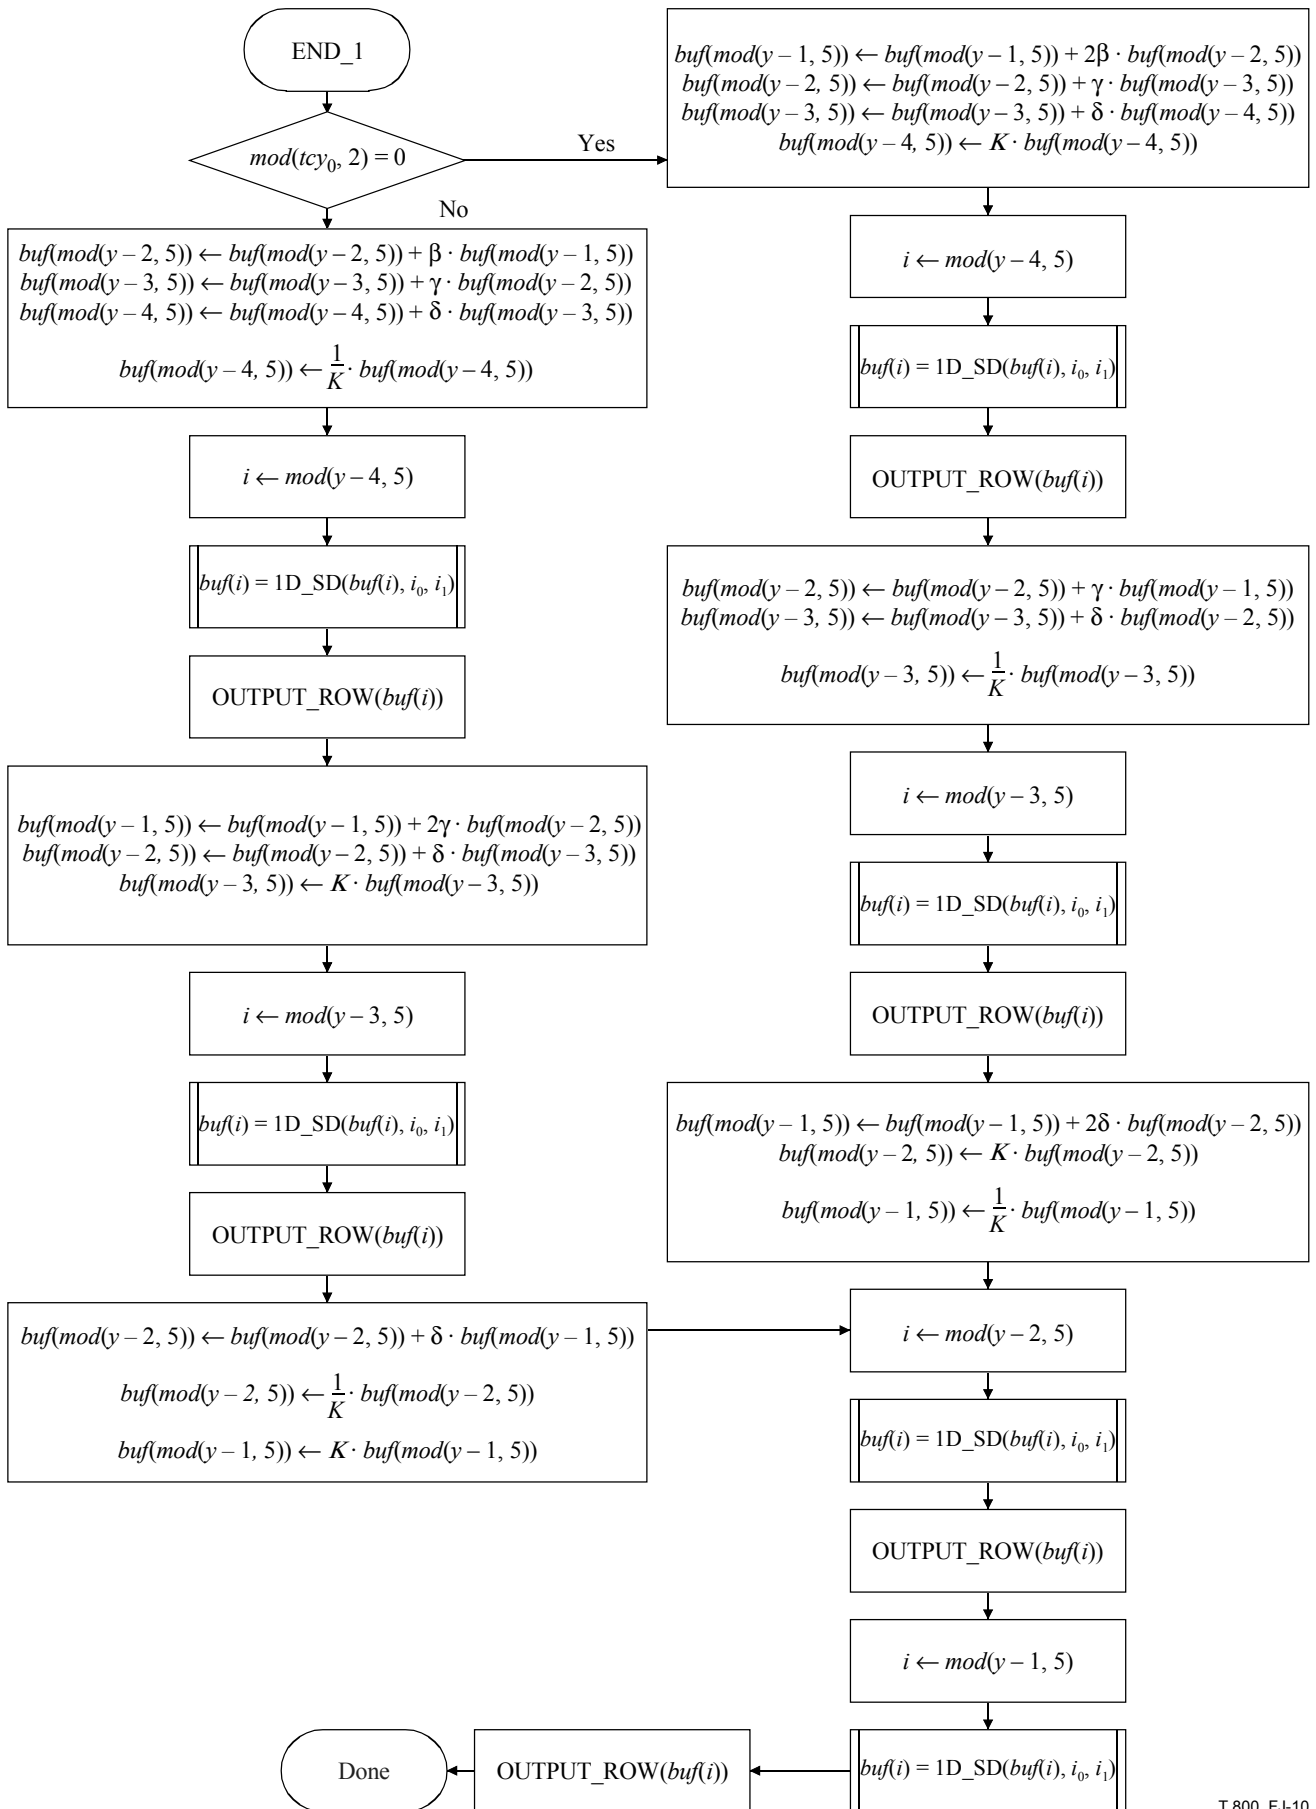 END_1
mod(tcy₀, 2) = 0
Yes
No
buf(mod(y – 2, 5)) ← buf(mod(y – 2, 5)) + β · buf(mod(y – 1, 5))
buf(mod(y – 3, 5)) ← buf(mod(y – 3, 5)) + γ · buf(mod(y – 2, 5))
buf(mod(y – 4, 5)) ← buf(mod(y – 4, 5)) + δ · buf(mod(y – 3, 5))
buf(mod(y – 4, 5)) ← 1/K · buf(mod(y – 4, 5))
i ← mod(y – 4, 5)
buf(i) = 1D_SD(buf(i), i₀, i₁)
OUTPUT_ROW(buf(i))
buf(mod(y – 1, 5)) ← buf(mod(y – 1, 5)) + 2γ · buf(mod(y – 2, 5))
buf(mod(y – 2, 5)) ← buf(mod(y – 2, 5)) + δ · buf(mod(y – 3, 5))
buf(mod(y – 3, 5)) ← K · buf(mod(y – 3, 5))
i ← mod(y – 3, 5)
buf(i) = 1D_SD(buf(i), i₀, i₁)
OUTPUT_ROW(buf(i))
buf(mod(y – 2, 5)) ← buf(mod(y – 2, 5)) + δ · buf(mod(y – 1, 5))
buf(mod(y – 2, 5)) ← 1/K · buf(mod(y – 2, 5))
buf(mod(y – 1, 5)) ← K · buf(mod(y – 1, 5))
buf(mod(y – 1, 5)) ← buf(mod(y – 1, 5)) + 2β · buf(mod(y – 2, 5))
buf(mod(y – 2, 5)) ← buf(mod(y – 2, 5)) + γ · buf(mod(y – 3, 5))
buf(mod(y – 3, 5)) ← buf(mod(y – 3, 5)) + δ · buf(mod(y – 4, 5))
buf(mod(y – 4, 5)) ← K · buf(mod(y – 4, 5))
i ← mod(y – 4, 5)
buf(i) = 1D_SD(buf(i), i₀, i₁)
OUTPUT_ROW(buf(i))
buf(mod(y – 2, 5)) ← buf(mod(y – 2, 5)) + γ · buf(mod(y – 1, 5))
buf(mod(y – 3, 5)) ← buf(mod(y – 3, 5)) + δ · buf(mod(y – 2, 5))
buf(mod(y – 3, 5)) ← 1/K · buf(mod(y – 3, 5))
i ← mod(y – 3, 5)
buf(i) = 1D_SD(buf(i), i₀, i₁)
OUTPUT_ROW(buf(i))
buf(mod(y – 1, 5)) ← buf(mod(y – 1, 5)) + 2δ · buf(mod(y – 2, 5))
buf(mod(y – 2, 5)) ← K · buf(mod(y – 2, 5))
buf(mod(y – 1, 5)) ← 1/K · buf(mod(y – 1, 5))
i ← mod(y – 2, 5)
buf(i) = 1D_SD(buf(i), i₀, i₁)
OUTPUT_ROW(buf(i))
i ← mod(y – 1, 5)
buf(i) = 1D_SD(buf(i), i₀, i₁)
OUTPUT_ROW(buf(i))
Done
T.800_FJ-10